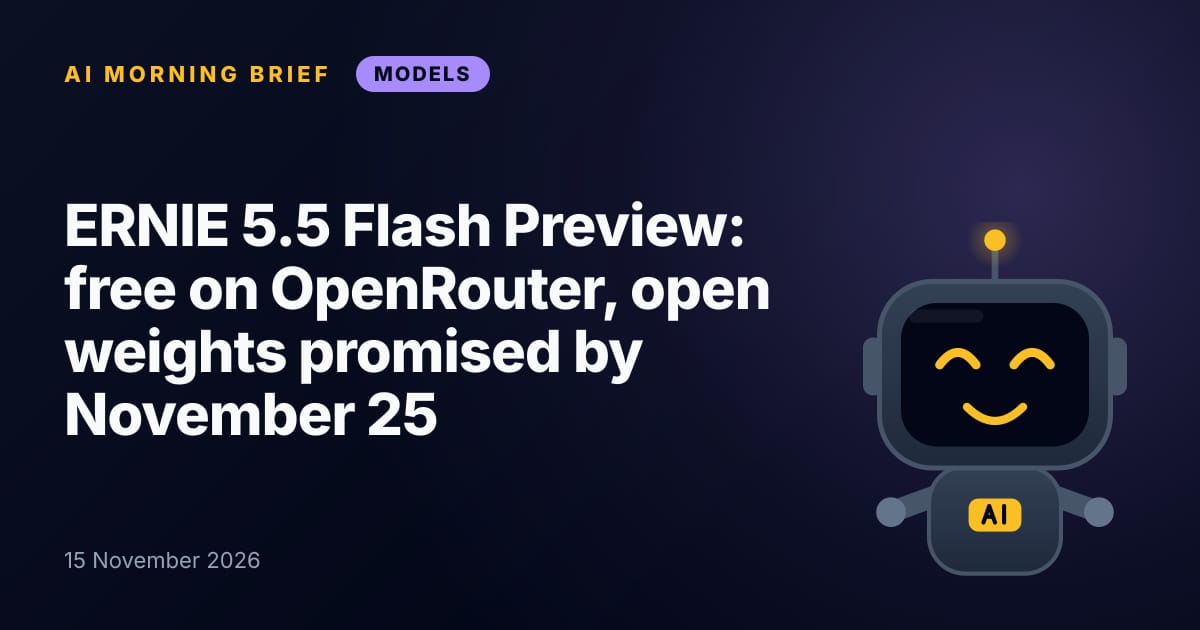 AI MORNING BRIEF
MODELS
ERNIE 5.5 Flash Preview:
free on OpenRouter, open
weights promised by
November 25
AI
15 November 2026